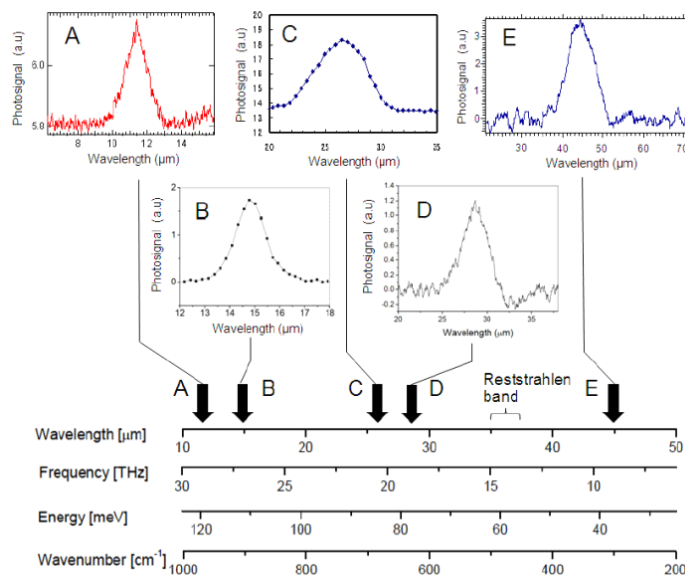 A
Photosignal (a.u)
6.0
5.0
8 10 12 14
Wavelength (μm)
C
Photosignal (a.u)
19
18
17
16
15
14
13
12
20 25 30 35
Wavelength (μm)
E
Photosignal (a.u)
3
2
1
0
30 40 50 60 70
Wavelength (μm)
B
Photosignal (a.u)
2
1
0
12 13 14 15 16 17 18
Wavelength (μm)
D
Photosignal (a.u)
1.4
1.2
1.0
0.8
0.6
0.4
0.2
0.0
-0.2
20 25 30 35
Wavelength (μm)
A B C D E
Reststrahlen
band
Wavelength [μm] 10 20 30 40 50
Frequency [THz] 30 25 20 15 10
Energy [meV] 120 100 80 60 40
Wavenumber [cm⁻¹] 1000 800 600 400 200